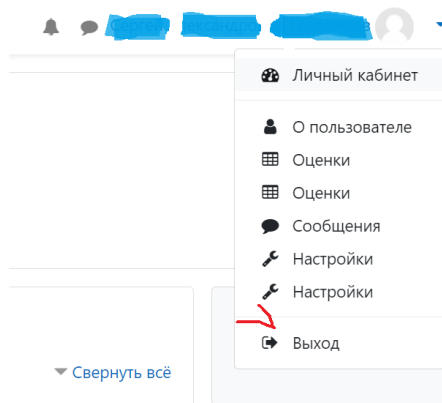 Личный кабинет
О пользователе
Оценки
Оценки
Сообщения
Настройки
Настройки
Выход
Свернуть всё